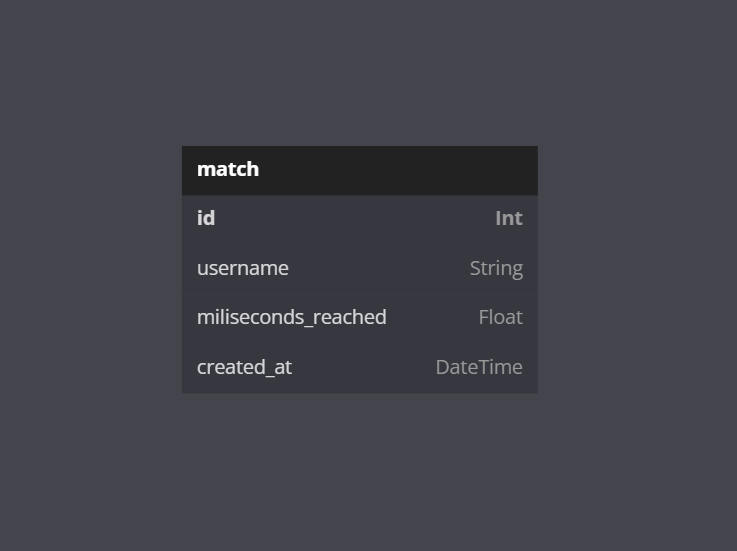 match
id Int
username String
miliseconds_reached Float
created_at DateTime